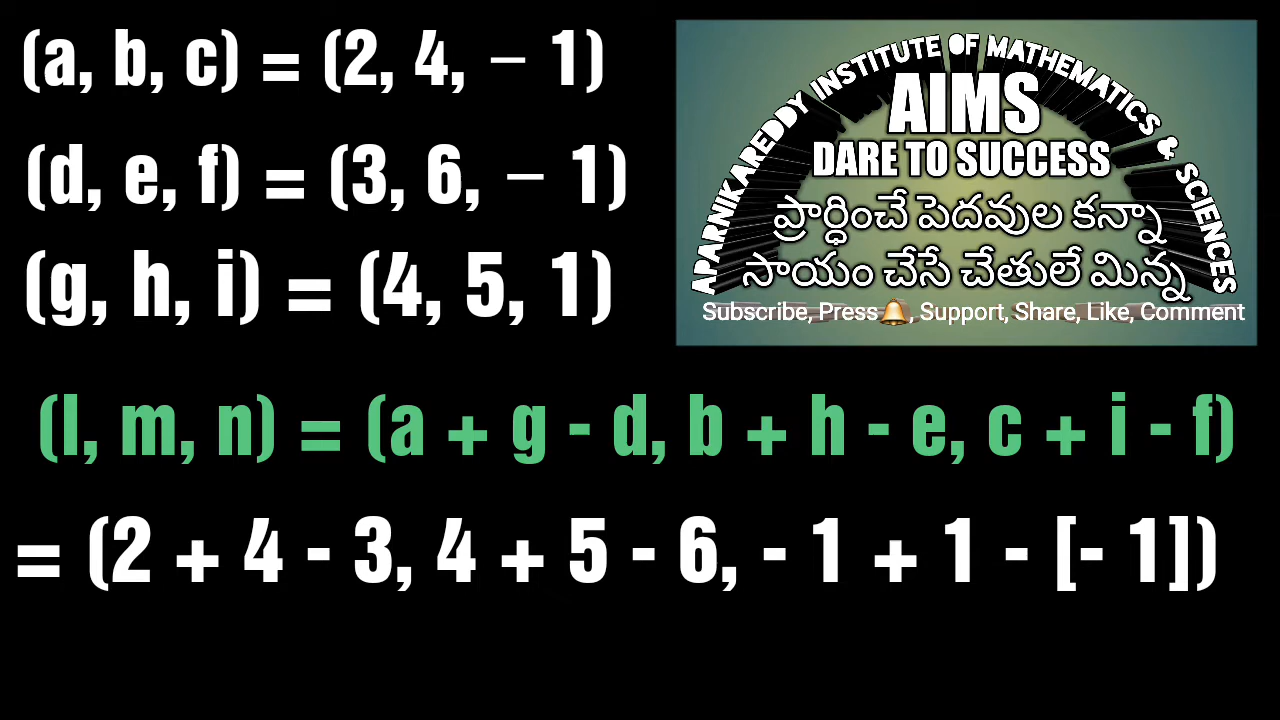 (a, b, c) = (2, 4, − 1)
(d, e, f) = (3, 6, − 1)
(g, h, i) = (4, 5, 1)
APARNIKAREDDY INSTITUTE OF MATHEMATICS & SCIENCES
AIMS
DARE TO SUCCESS
ప్రార్ధించే పెదవుల కన్నా
సాయం చేసే చేతులే మిన్న
Subscribe, Press🔔, Support, Share, Like, Comment
(l, m, n) = (a + g - d, b + h - e, c + i - f)
= (2 + 4 - 3, 4 + 5 - 6, - 1 + 1 - [- 1])